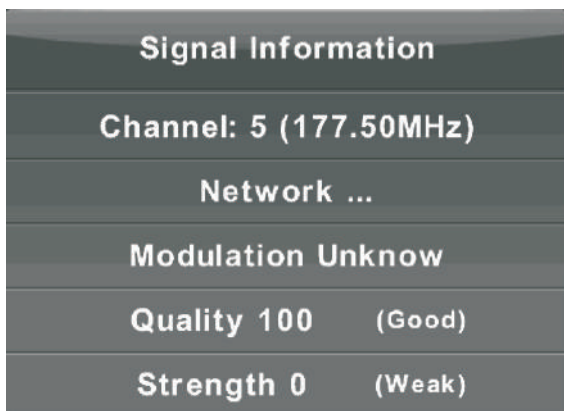 Signal Information
Channel: 5 (177.50MHz)
Network ...
Modulation Unknow
Quality 100 (Good)
Strength 0 (Weak)